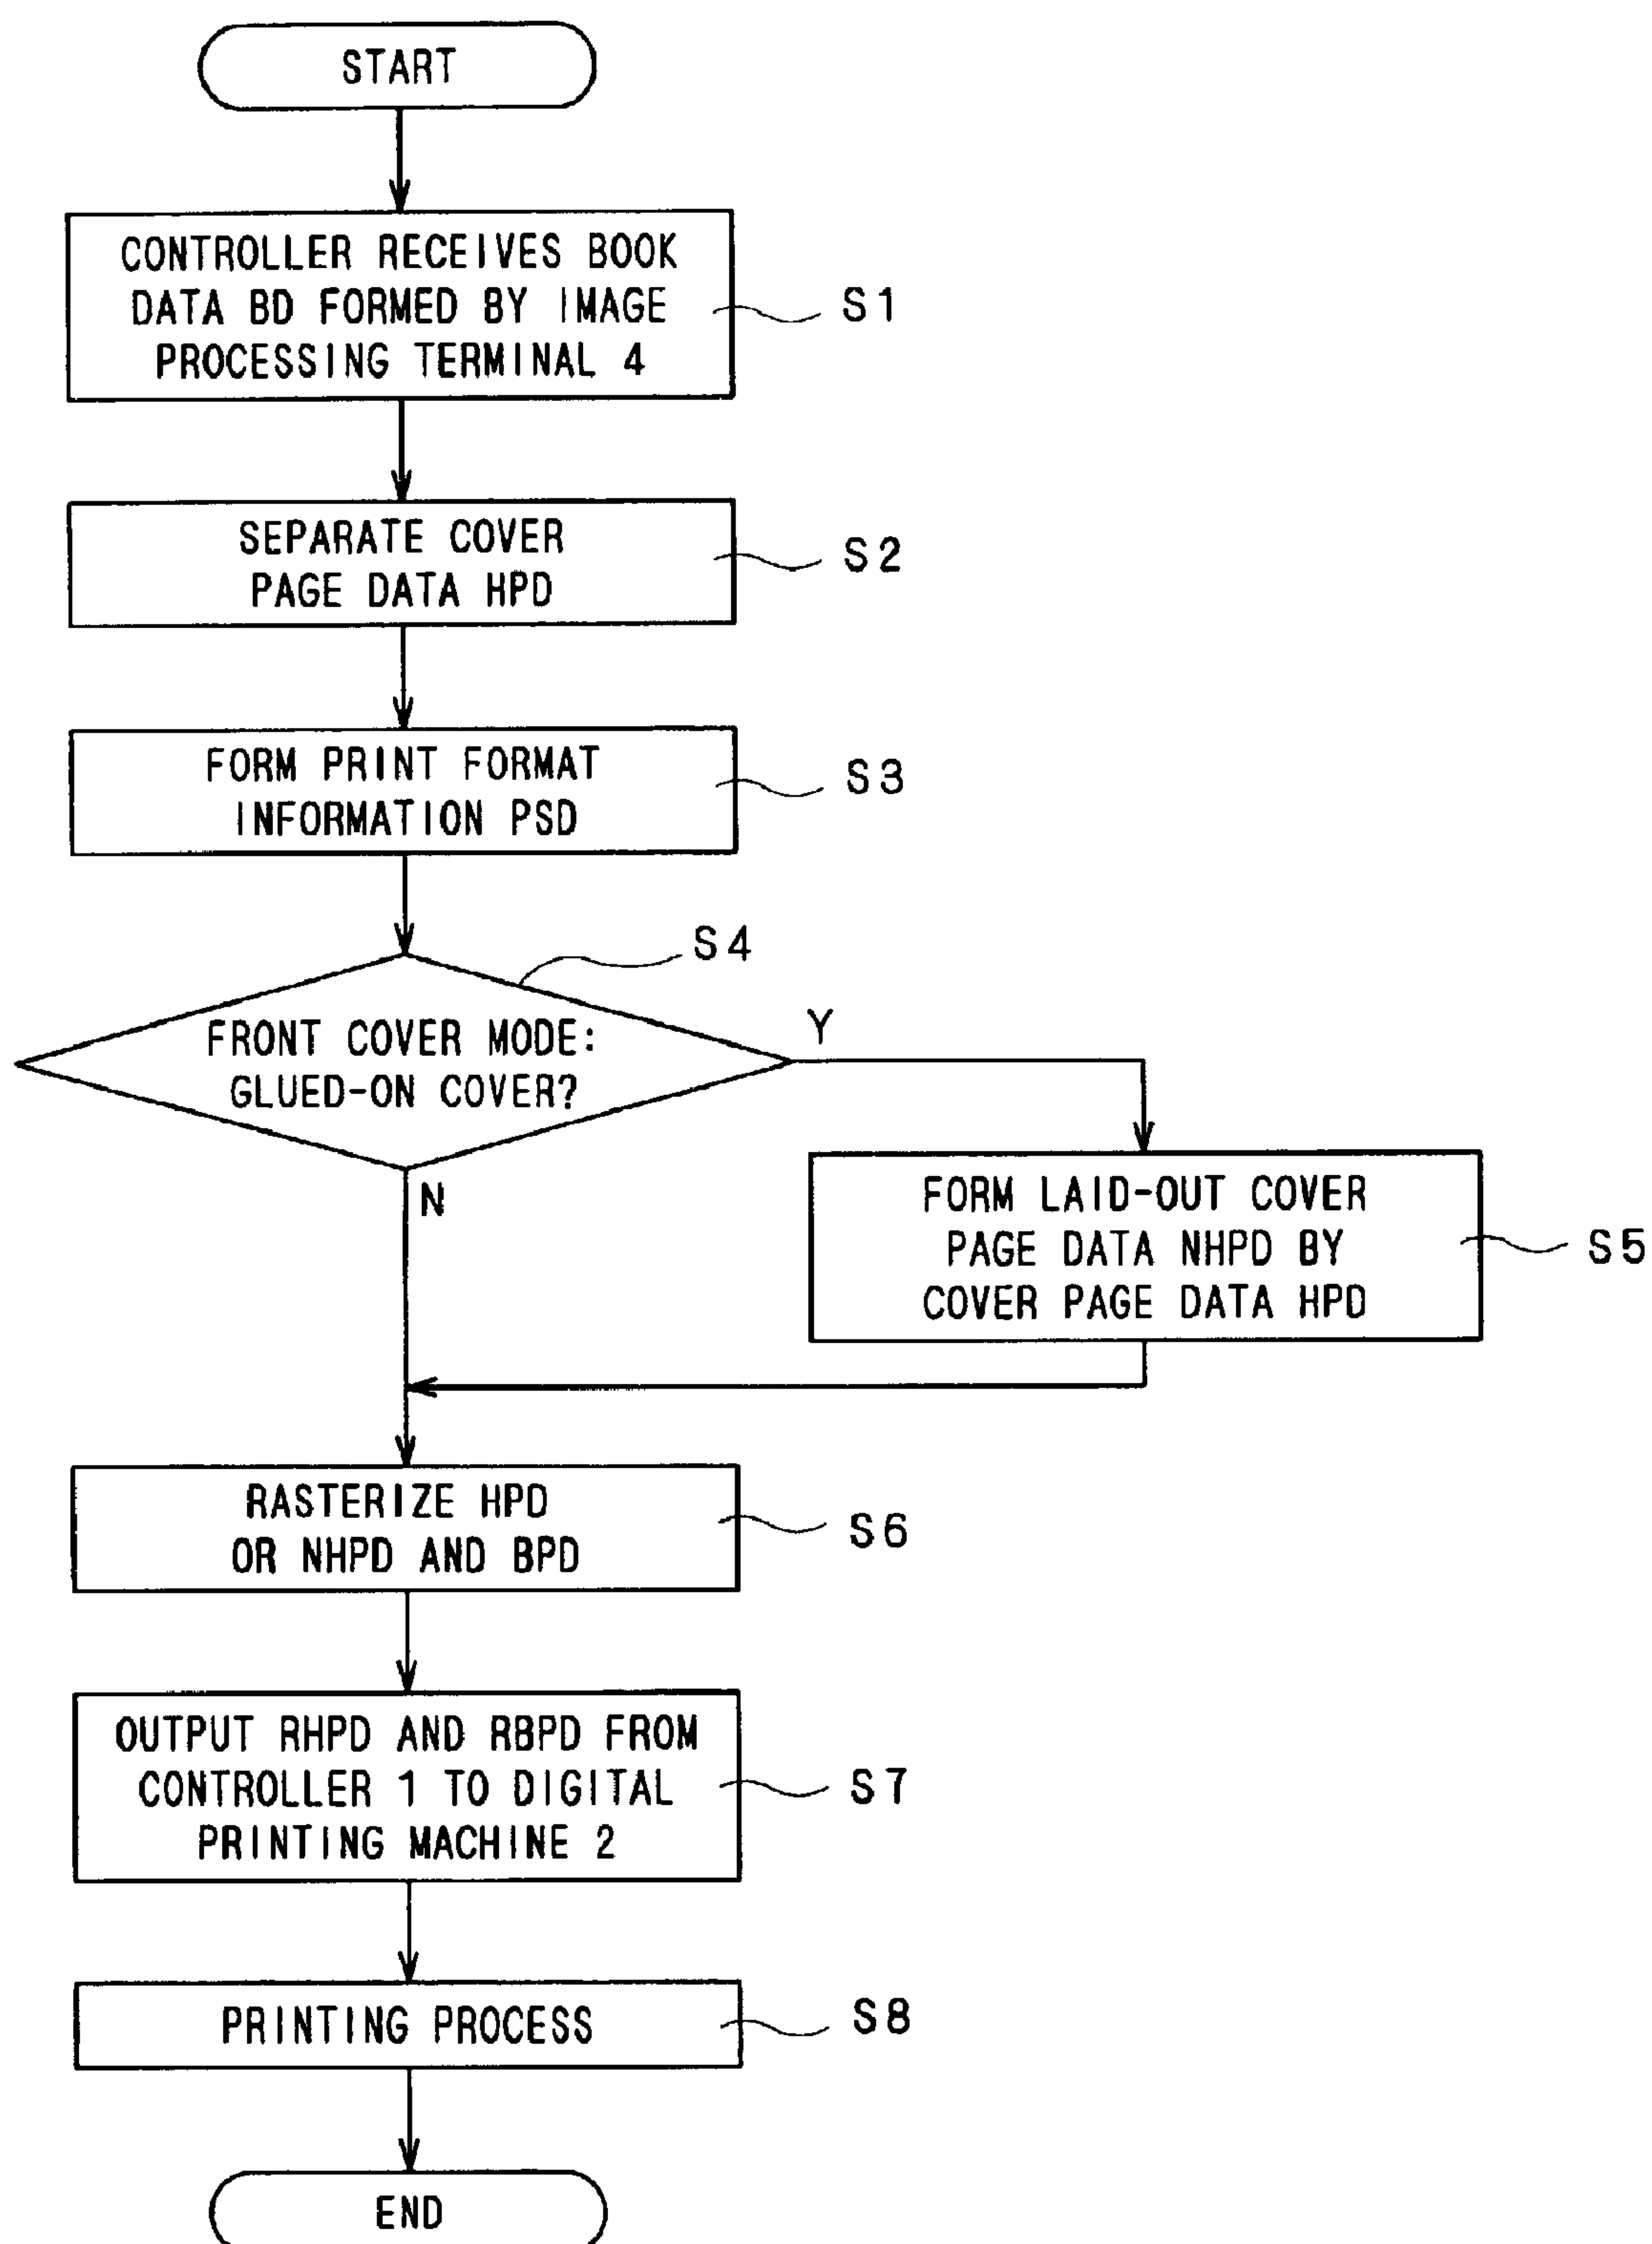 START
CONTROLLER RECEIVES BOOK
DATA BD FORMED BY IMAGE
PROCESSING TERMINAL 4
S1
SEPARATE COVER
PAGE DATA HPD
S2
FORM PRINT FORMAT
INFORMATION PSD
S3
S4
FRONT COVER MODE:
GLUED-ON COVER?
Y
N
FORM LAID-OUT COVER
PAGE DATA NHPD BY
COVER PAGE DATA HPD
S5
RASTERIZE HPD
OR NHPD AND BPD
S6
OUTPUT RHPD AND RBPD FROM
CONTROLLER 1 TO DIGITAL
PRINTING MACHINE 2
S7
PRINTING PROCESS
S8
END